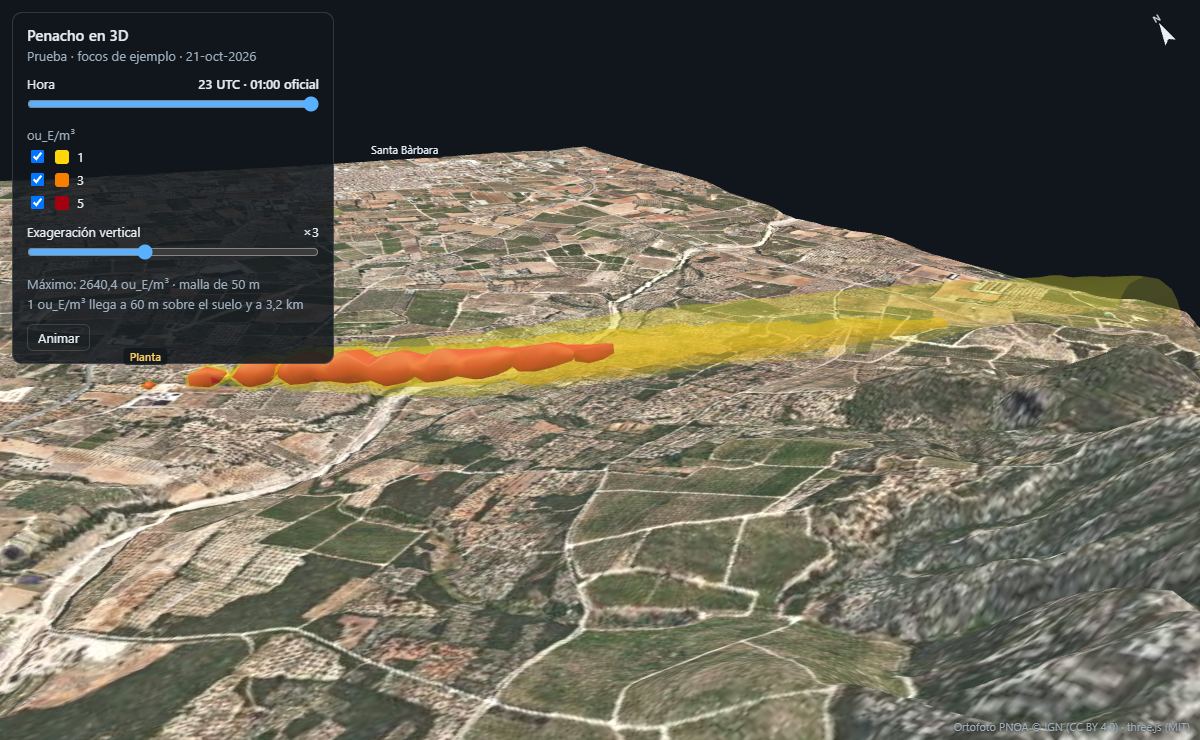 Penacho en 3D
Prueba · focos de ejemplo · 21-oct-2026
Hora 23 UTC · 01:00 oficial
ou_E/m³
1
3
5
Exageración vertical ×3
Máximo: 2640,4 ou_E/m³ · malla de 50 m
1 ou_E/m³ llega a 60 m sobre el suelo y a 3,2 km
Animar
N
Santa Bàrbara
Planta
Ortofoto PNOA © IGN (CC BY 4.0) · three.js (MIT)